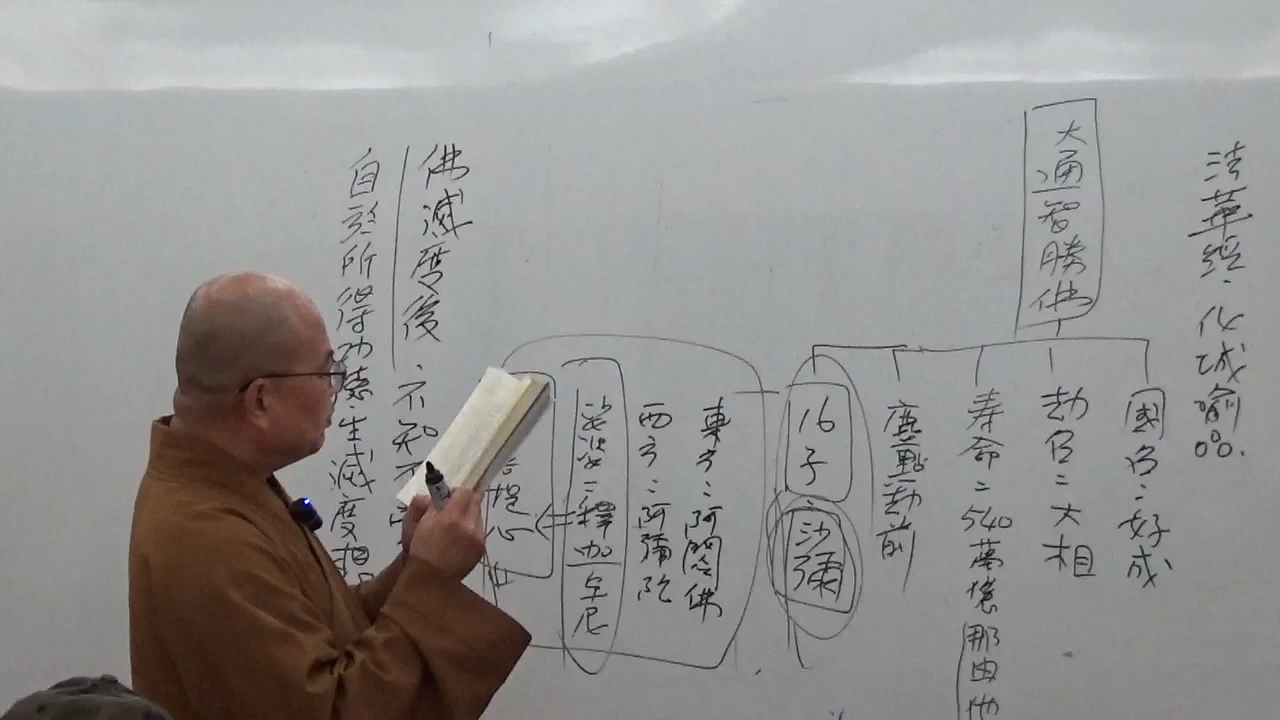 法華經.化城喻品.
大通智勝佛
國名：好成
劫名：大相
壽命：540萬億那由他
塵點劫前
16子：沙彌
東方：阿閦佛
西方：阿彌陀
娑婆：釋迦牟尼
提心
佛滅度後.不知不
自於所得功德.生滅度想